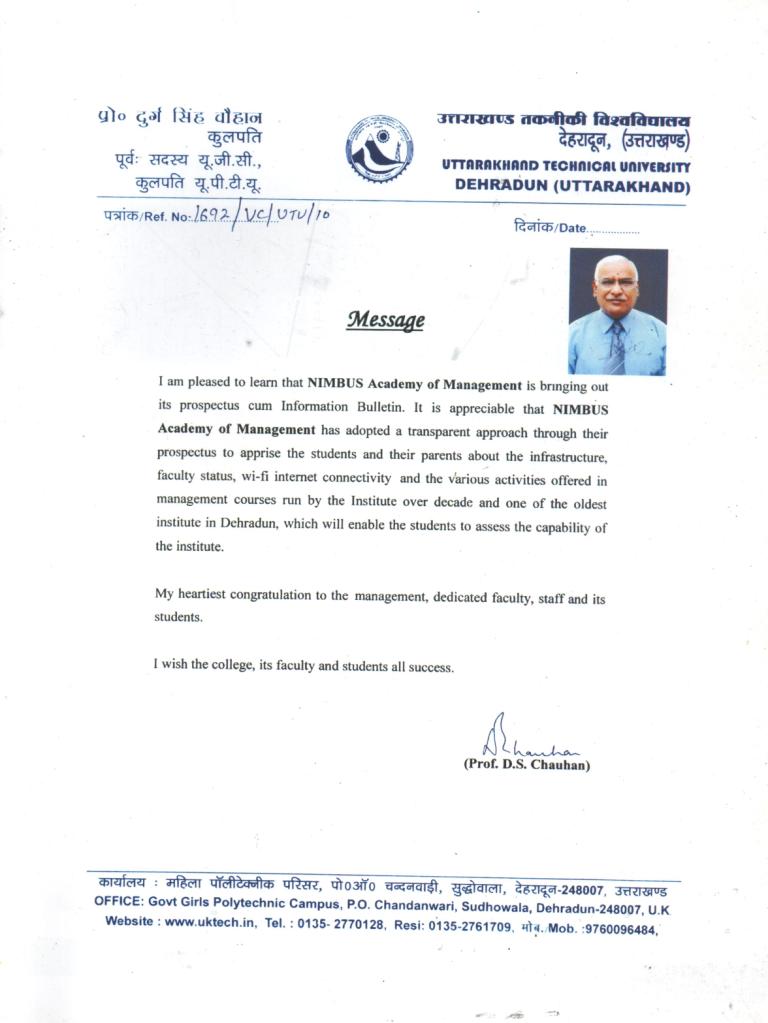 प्रो० दुर्ग सिंह चौहान
कुलपति
पूर्वः सदस्य यू.जी.सी.,
कुलपति यू.पी.टी.यू.
उत्तराखण्ड तकनीकी विश्वविद्यालय
देहरादून, (उत्तराखण्ड)
UTTARAKHAND TECHNICAL UNIVERSITY
DEHRADUN (UTTARAKHAND)
पत्रांक/Ref. No: 1692/VC/UTU/10
दिनांक/Date.................
Message
I am pleased to learn that NIMBUS Academy of Management is bringing out
its prospectus cum Information Bulletin. It is appreciable that NIMBUS
Academy of Management has adopted a transparent approach through their
prospectus to apprise the students and their parents about the infrastructure,
faculty status, wi-fi internet connectivity and the various activities offered in
management courses run by the Institute over decade and one of the oldest
institute in Dehradun, which will enable the students to assess the capability of
the institute.
My heartiest congratulation to the management, dedicated faculty, staff and its
students.
I wish the college, its faculty and students all success.
DSChauhan
(Prof. D.S. Chauhan)
कार्यालय : महिला पॉलीटेक्नीक परिसर, पो०ऑ० चन्दनवाड़ी, सुद्धोवाला, देहरादून-248007, उत्तराखण्ड
OFFICE: Govt Girls Polytechnic Campus, P.O. Chandanwari, Sudhowala, Dehradun-248007, U.K
Website : www.uktech.in, Tel. : 0135- 2770128, Resi: 0135-2761709, मोब. Mob. :9760096484,